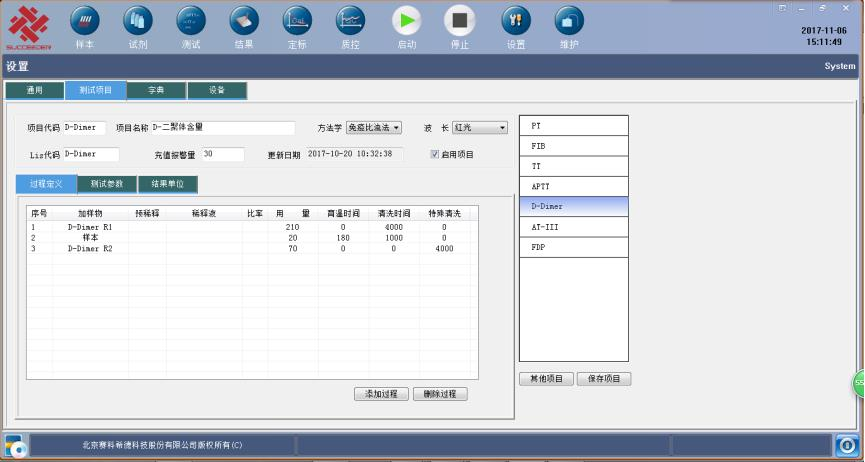 2017-11-06
15:11:49
SUCCEEDER
样本 试剂 测试 结果 定标 质控 启动 停止 设置 维护
设置 System
通用 测试项目 字典 设备
项目代码 D-Dimer 项目名称 D-二聚体含量 方法学 免疫比浊法 波 长 红光
Lis代码 D-Dimer 充值报警量 30 更新日期 2017-10-20 10:32:38 启用项目
过程定义 测试参数 结果单位
序号 加样物 预稀释 稀释液 比率 用 量 育温时间 清洗时间 特殊清洗
1 D-Dimer R1 210 0 4000 0
2 样本 20 180 1000 0
3 D-Dimer R2 70 0 0 4000
添加过程 删除过程
PT
FIB
TT
APTT
D-Dimer
AT-III
FDP
其他项目 保存项目
55
北京赛科希德科技股份有限公司版权所有(C)